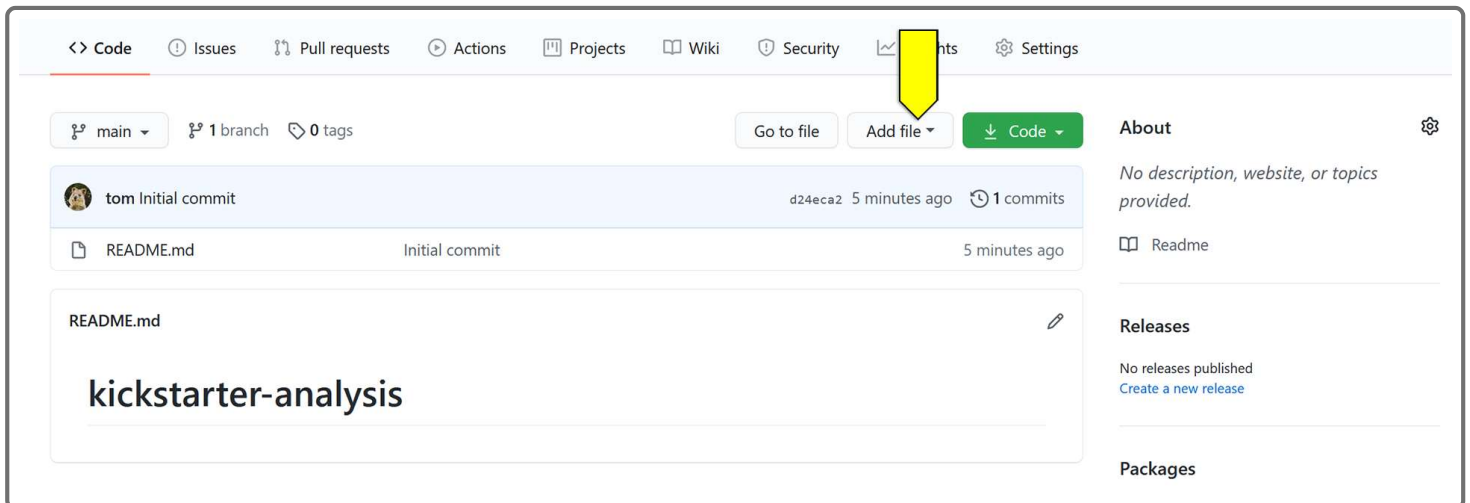 <> Code Issues Pull requests Actions Projects Wiki Security Settings
main 1 branch 0 tags Go to file Add file Code
tom Initial commit d24eca2 5 minutes ago 1 commits
README.md Initial commit 5 minutes ago
README.md
kickstarter-analysis
About
No description, website, or topics
provided.
Readme
Releases
No releases published
Create a new release
Packages